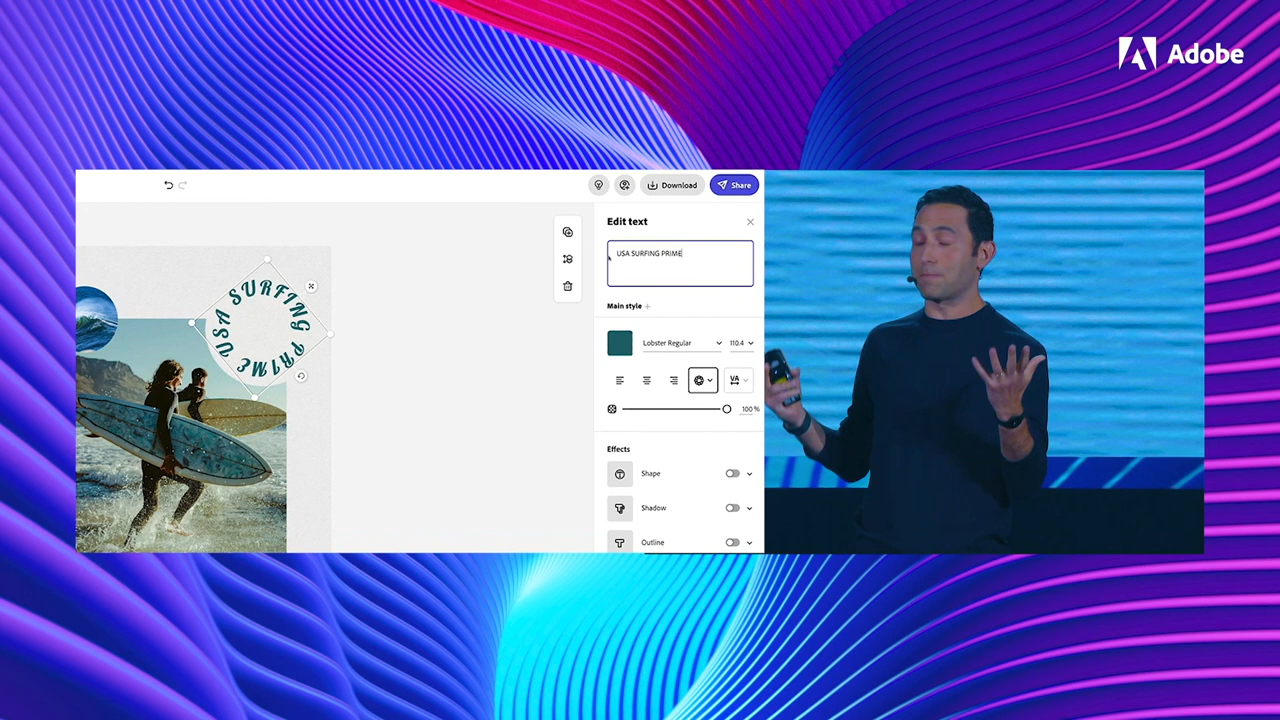 Adobe
Download
Share
Edit text
USA SURFING PRIME
Main style
USA SURFING PRIME
Lobster Regular
110.4
VA
100 %
Effects
Shape
Shadow
Outline